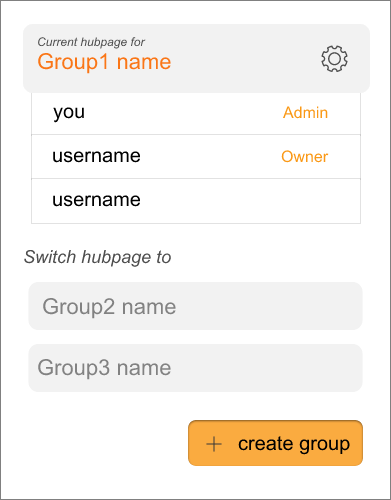 Current hubpage for
Group1 name
you Admin
username Owner
username
Switch hubpage to
Group2 name
Group3 name
+ create group